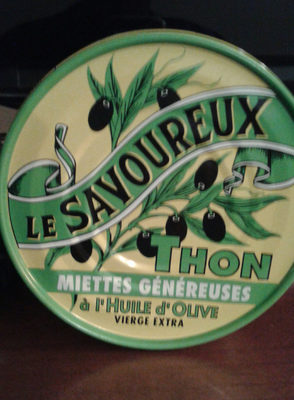 LE SAVOUREUX
THON
MIETTES GÉNÉREUSES
à l'HUILE d'OLIVE
VIERGE EXTRA